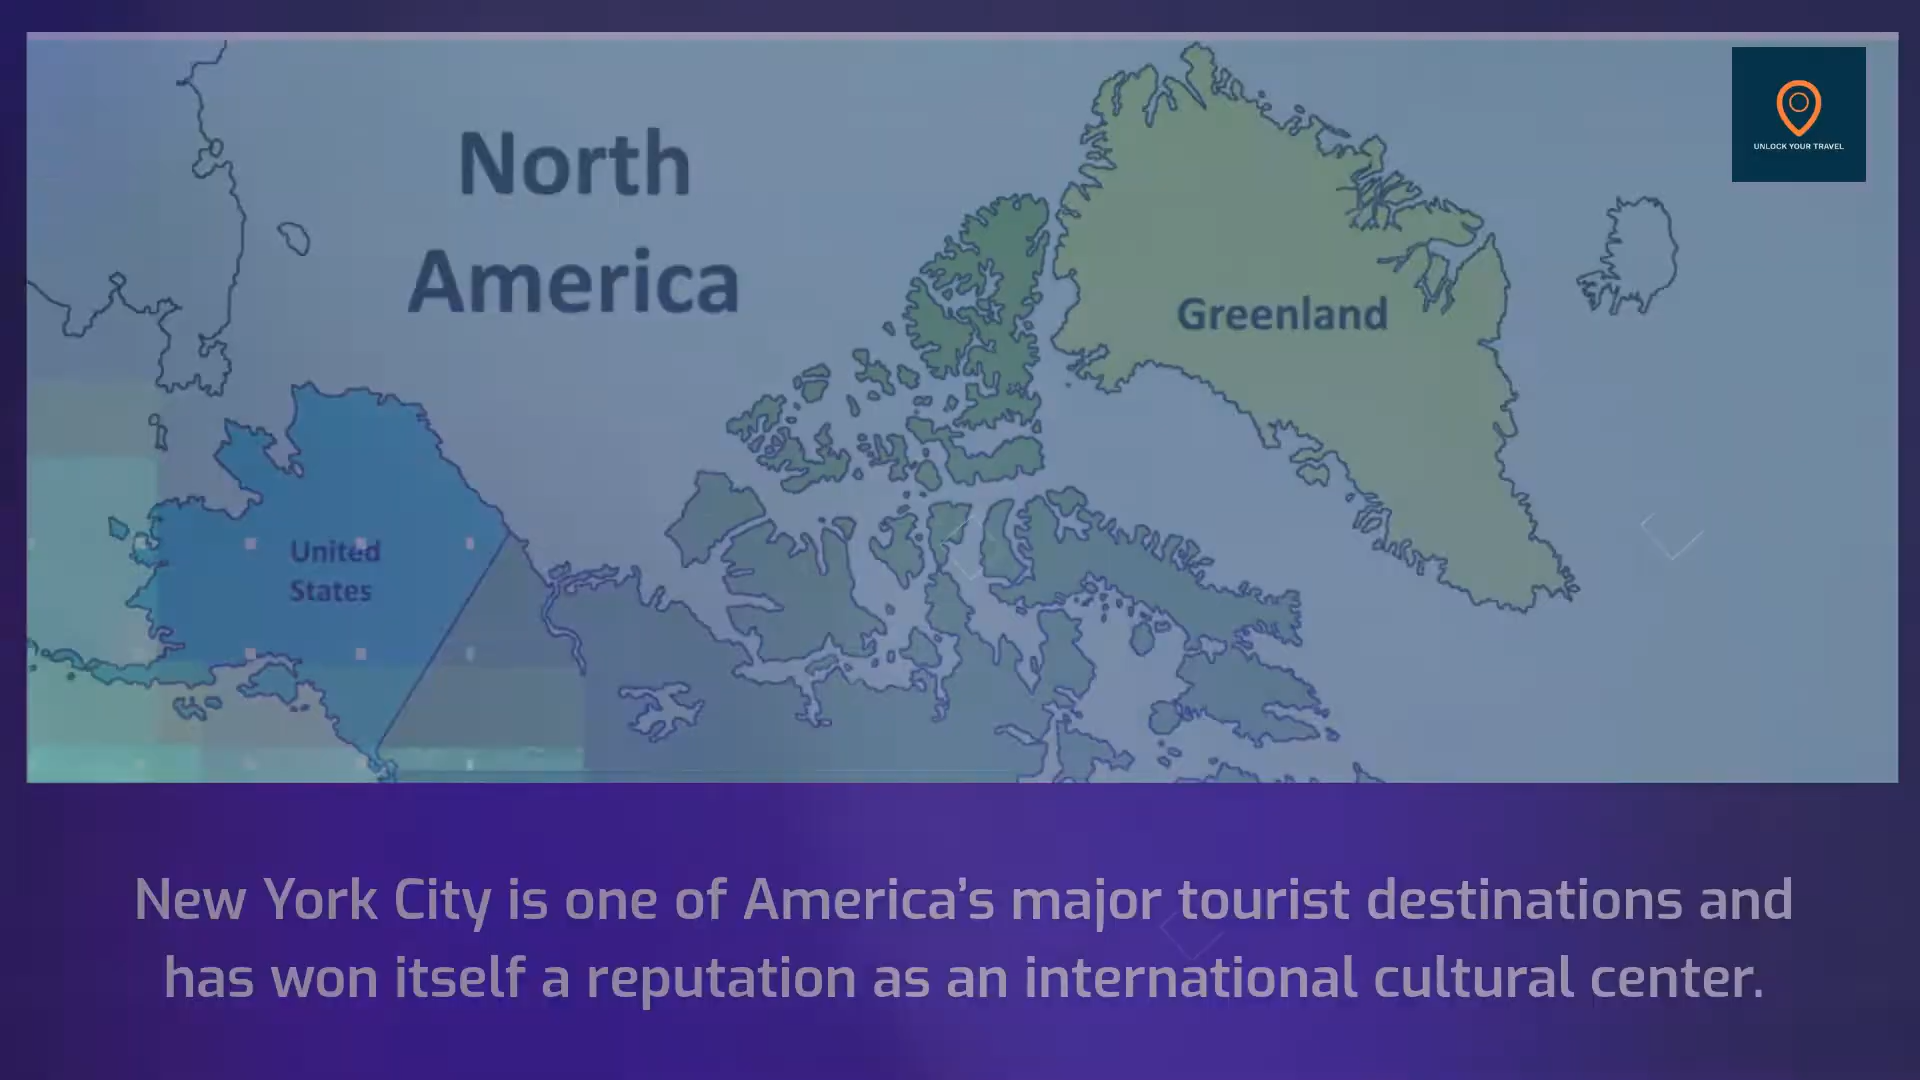 North
America
UNLOCK YOUR TRAVEL
Greenland
United
States
New York City is one of America’s major tourist destinations and
has won itself a reputation as an international cultural center.